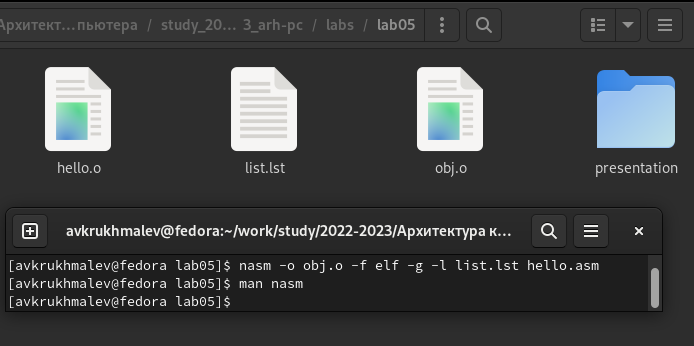 Архитект…пьютера / study_20… 3_arh-pc / labs / lab05
hello.o
list.lst
obj.o
presentation
avkrukhmalev@fedora:~/work/study/2022-2023/Архитектура к…
[avkrukhmalev@fedora lab05]$ nasm -o obj.o -f elf -g -l list.lst hello.asm
[avkrukhmalev@fedora lab05]$ man nasm
[avkrukhmalev@fedora lab05]$